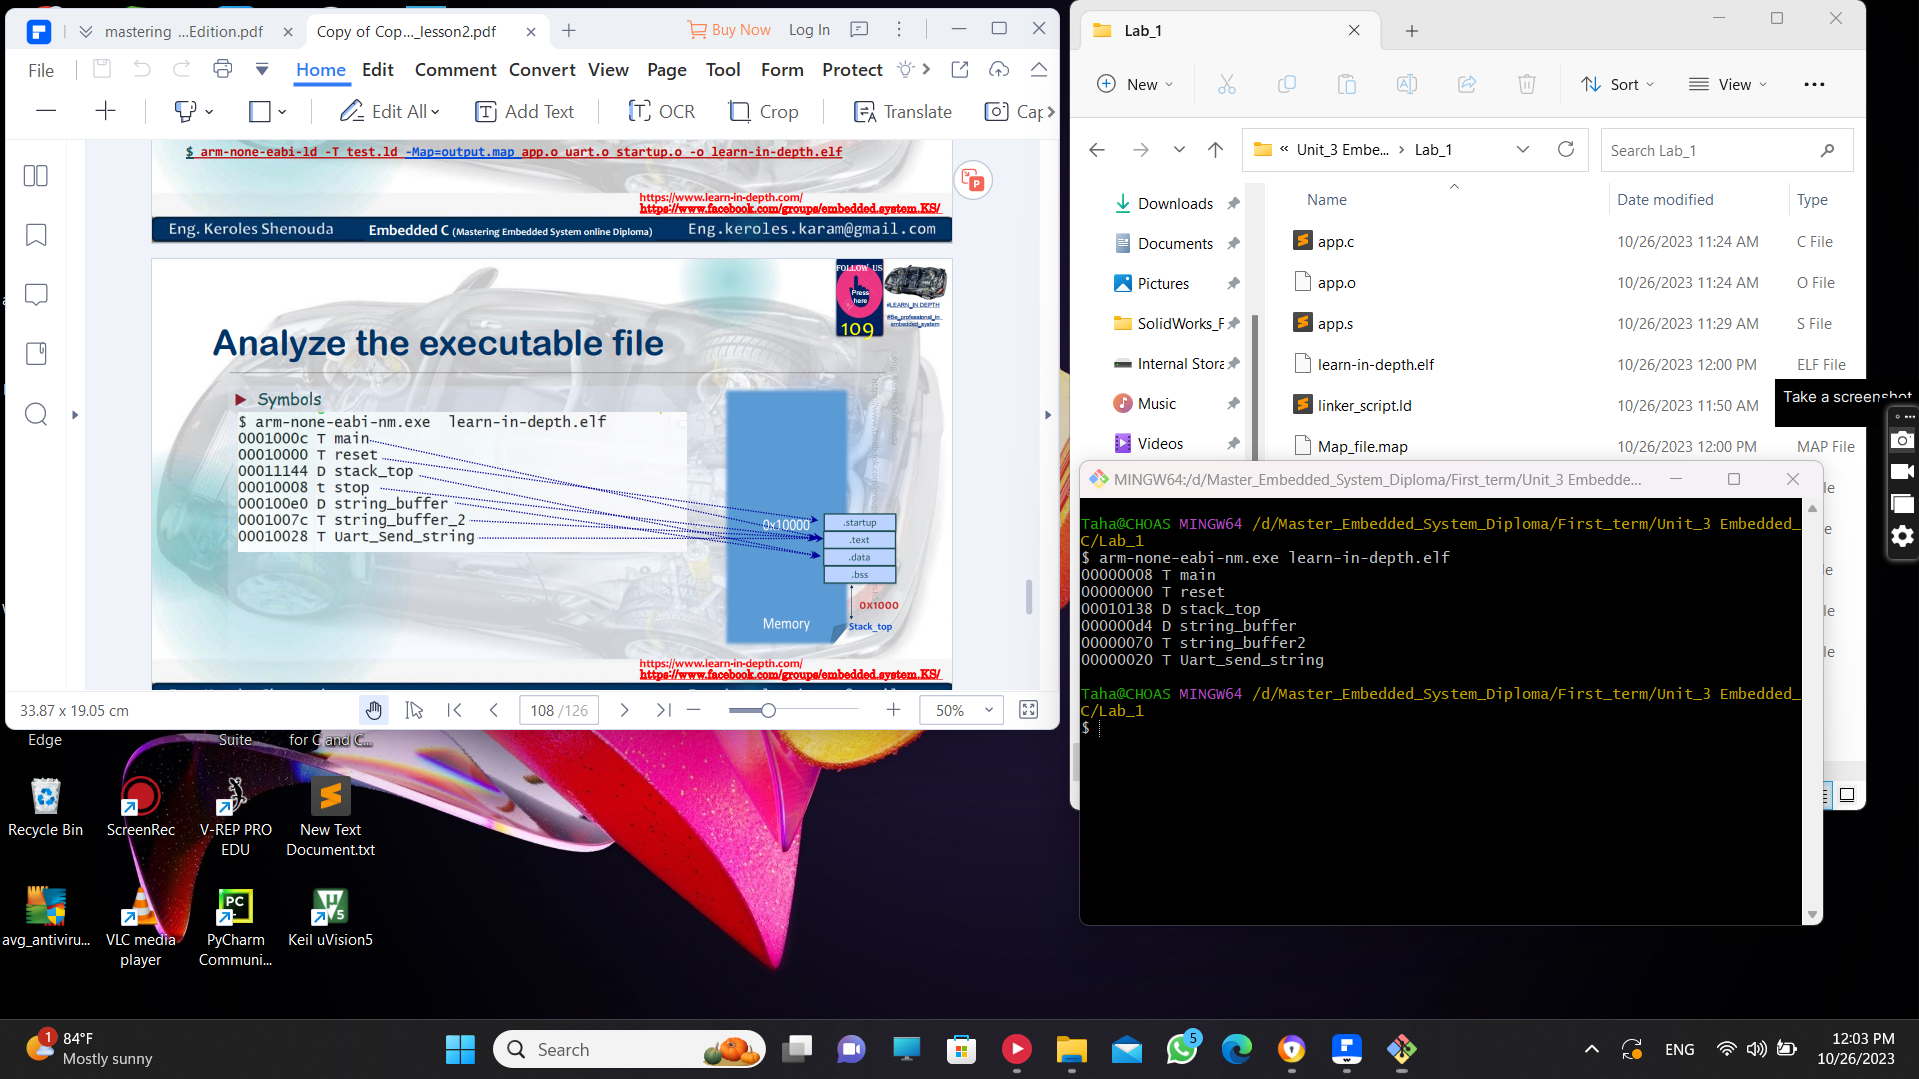 mastering ...Edition.pdf
Copy of Cop..._lesson2.pdf
Buy Now
Log In
File
Home
Edit
Comment
Convert
View
Page
Tool
Form
Protect
Edit All
Add Text
OCR
Crop
Translate
Cap
$ arm-none-eabi-ld -T test.ld -Map=output.map app.o uart.o startup.o -o learn-in-depth.elf
https://www.learn-in-depth.com/
https://www.facebook.com/groups/embedded.system.KS/
Eng. Keroles Shenouda
Embedded C (Mastering Embedded System online Diploma)
Eng.keroles.karam@gmail.com
FOLLOW US
Press
here
109
#LEARN_IN DEPTH
#Be_professional_in
embedded_system
Analyze the executable file
Symbols
$ arm-none-eabi-nm.exe learn-in-depth.elf
0001000c T main
00010000 T reset
00011144 D stack_top
00010008 t stop
000100e0 D string_buffer
0001007c T string_buffer_2
00010028 T Uart_Send_string
0x10000
.startup
.text
.data
.bss
0X1000
Memory
Stack_top
https://www.learn-in-depth.com/
https://www.facebook.com/groups/embedded.system.KS/
33.87 x 19.05 cm
108 /126
50%
Lab_1
New
Sort
View
Unit_3 Embe...
Lab_1
Search Lab_1
Downloads
Documents
Pictures
SolidWorks_F
Internal Stora
Music
Videos
Name
Date modified
Type
app.c
10/26/2023 11:24 AM
C File
app.o
10/26/2023 11:24 AM
O File
app.s
10/26/2023 11:29 AM
S File
learn-in-depth.elf
10/26/2023 12:00 PM
ELF File
linker_script.ld
10/26/2023 11:50 AM
Take a screenshot
Map_file.map
10/26/2023 12:00 PM
MAP File
MINGW64:/d/Master_Embedded_System_Diploma/First_term/Unit_3 Embedde...
Taha@CHOAS MINGW64 /d/Master_Embedded_System_Diploma/First_term/Unit_3 Embedded_
C/Lab_1
$ arm-none-eabi-nm.exe learn-in-depth.elf
00000008 T main
00000000 T reset
00010138 D stack_top
000000d4 D string_buffer
00000070 T string_buffer2
00000020 T Uart_send_string
Taha@CHOAS MINGW64 /d/Master_Embedded_System_Diploma/First_term/Unit_3 Embedded_
C/Lab_1
$
Edge
Suite
for C and C...
Recycle Bin
ScreenRec
V-REP PRO
EDU
New Text
Document.txt
avg_antiviru...
VLC media
player
PyCharm
Communi...
Keil uVision5
1
84°F
Mostly sunny
Search
5
ENG
12:03 PM
10/26/2023